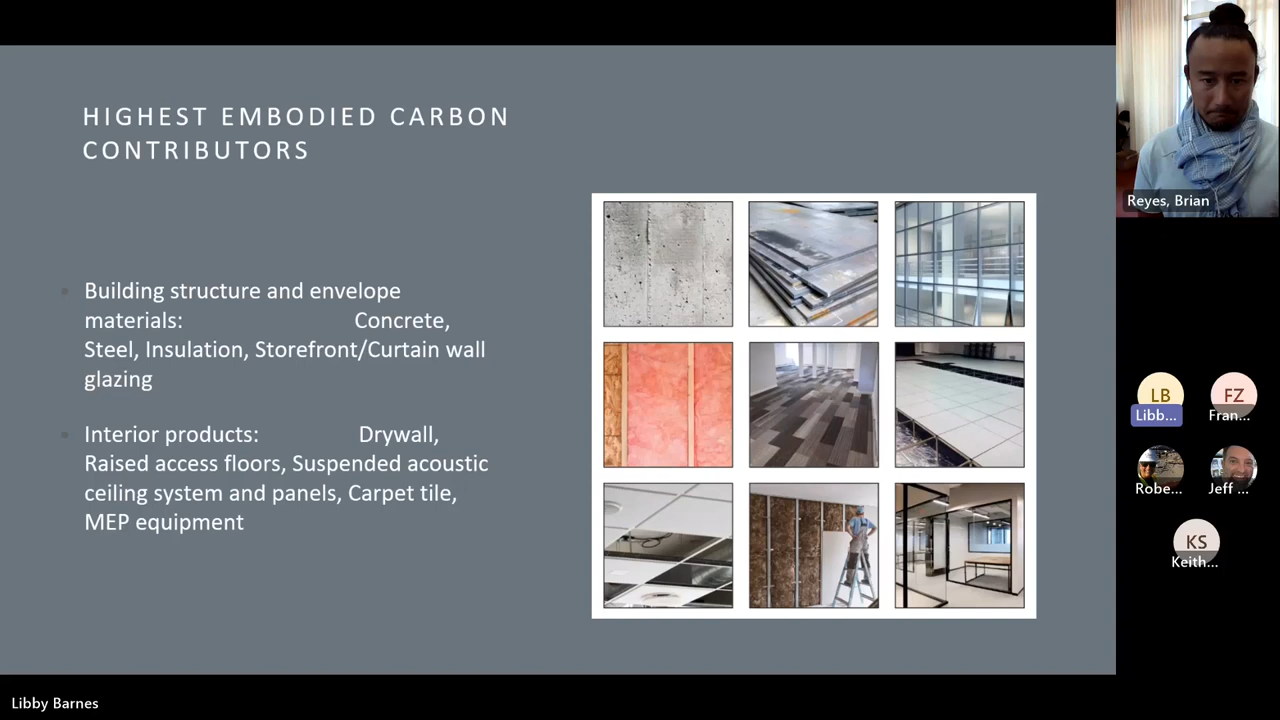 HIGHEST EMBODIED CARBON
CONTRIBUTORS
Building structure and envelope
materials: Concrete,
Steel, Insulation, Storefront/Curtain wall
glazing
Interior products: Drywall,
Raised access floors, Suspended acoustic
ceiling system and panels, Carpet tile,
MEP equipment
Reyes, Brian
LB
Libb...
FZ
Fran...
Robe...
Jeff ...
KS
Keith...
Libby Barnes